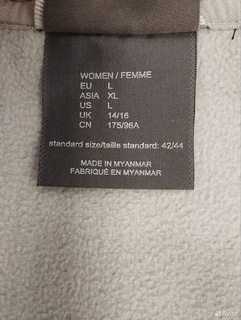 WOMEN / FEMME
EU L
ASIA XL
US L
UK 14/16
CN 175/96A
standard size/taille standard: 42/44
MADE IN MYANMAR
FABRIQUÉ EN MYANMAR
Avito